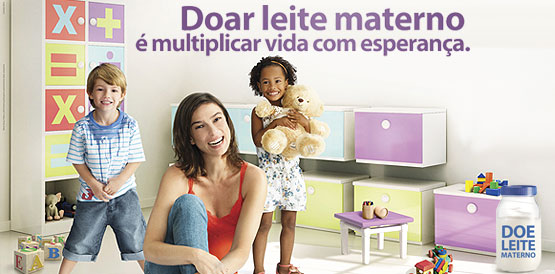 Doar leite materno
é multiplicar vida com esperança.
x +
= ÷
x
=
DOE
LEITE
MATERNO
E B